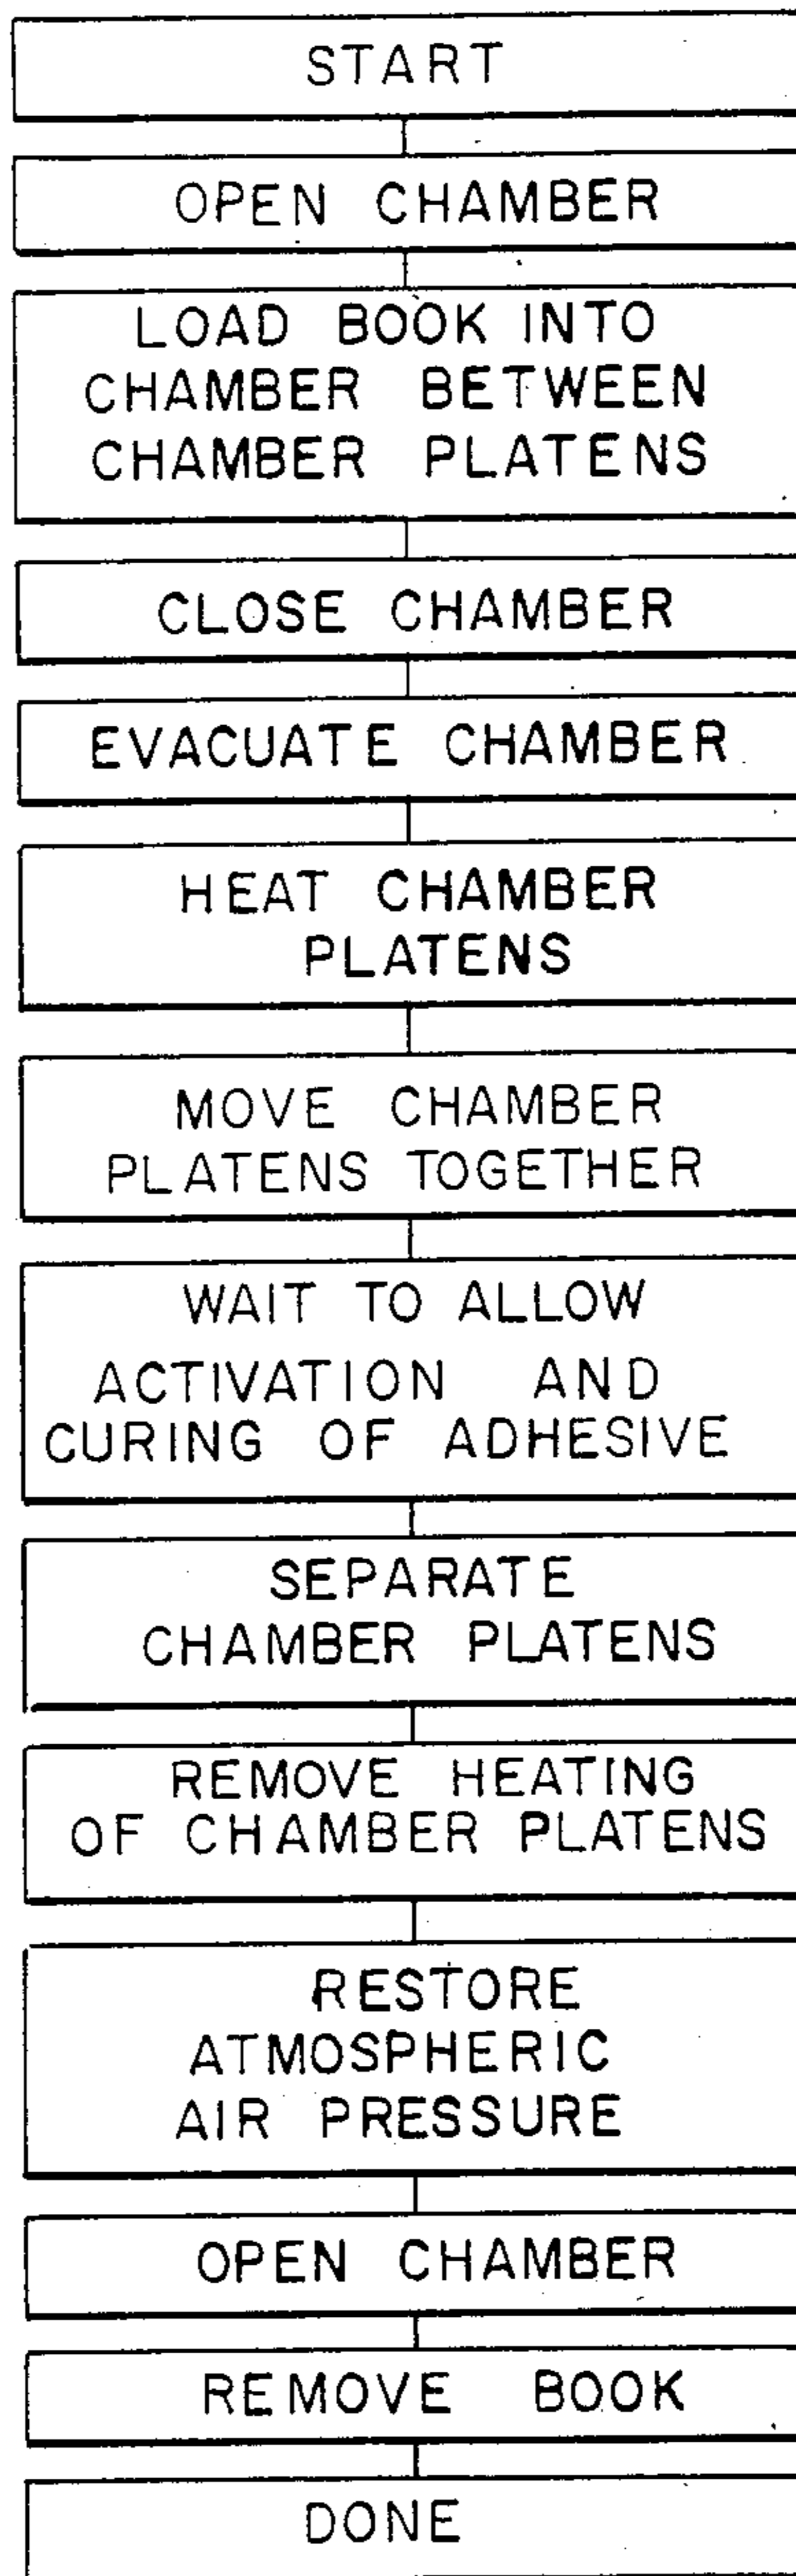 START
OPEN CHAMBER
LOAD BOOK INTO
CHAMBER BETWEEN
CHAMBER PLATENS
CLOSE CHAMBER
EVACUATE CHAMBER
HEAT CHAMBER
PLATENS
MOVE CHAMBER
PLATENS TOGETHER
WAIT TO ALLOW
ACTIVATION AND
CURING OF ADHESIVE
SEPARATE
CHAMBER PLATENS
REMOVE HEATING
OF CHAMBER PLATENS
RESTORE
ATMOSPHERIC
AIR PRESSURE
OPEN CHAMBER
REMOVE BOOK
DONE